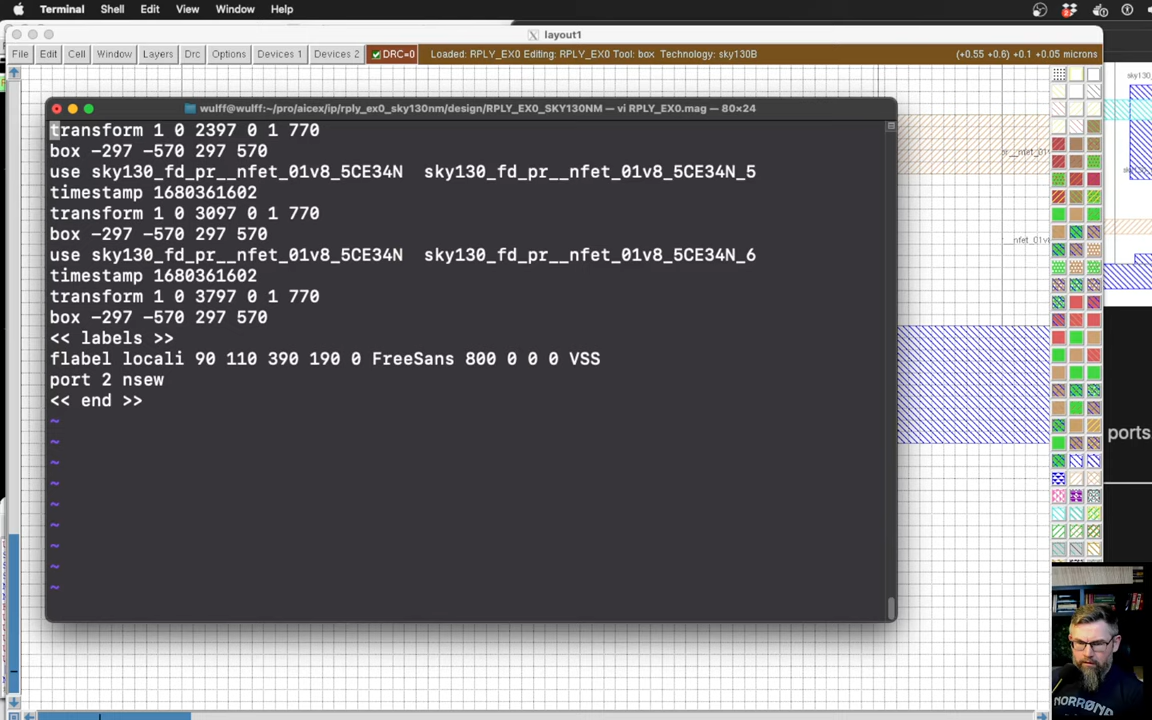 Terminal Shell Edit View Window Help
layout1
File Edit Cell Window Layers Drc Options Devices 1 Devices 2 DRC=0 Loaded: RPLY_EX0 Editing: RPLY_EX0 Tool: box Technology: sky130B (+0.55 +0.6) +0.1 +0.05 microns
wulff@wulff:~/pro/aicex/ip/rply_ex0_sky130nm/design/RPLY_EX0_SKY130NM — vi RPLY_EX0.mag — 80×24
transform 1 0 2397 0 1 770
box -297 -570 297 570
use sky130_fd_pr__nfet_01v8_5CE34N sky130_fd_pr__nfet_01v8_5CE34N_5
timestamp 1680361602
transform 1 0 3097 0 1 770
box -297 -570 297 570
use sky130_fd_pr__nfet_01v8_5CE34N sky130_fd_pr__nfet_01v8_5CE34N_6
timestamp 1680361602
transform 1 0 3797 0 1 770
box -297 -570 297 570
<< labels >>
flabel locali 90 110 390 190 0 FreeSans 800 0 0 0 VSS
port 2 nsew
<< end >>
~
~
~
~
~
~
~
~
~
ports
NORRØNA